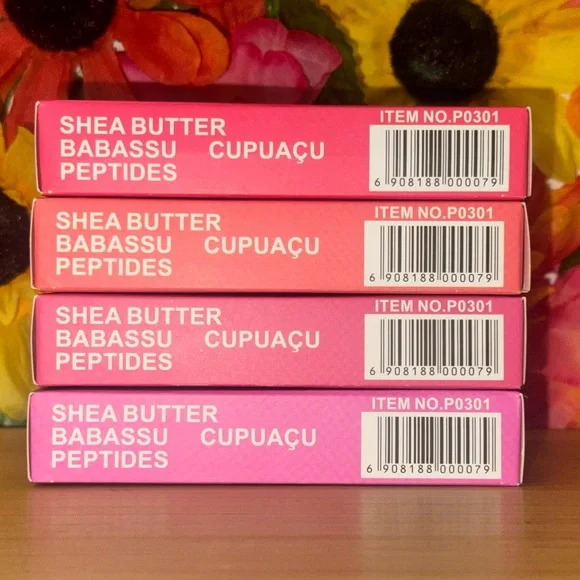 SHEA BUTTER
BABASSU CUPUAÇU
PEPTIDES
ITEM NO.P0301
6 908188 000079
SHEA BUTTER
BABASSU CUPUAÇU
PEPTIDES
ITEM NO.P0301
6 908188 000079
SHEA BUTTER
BABASSU CUPUAÇU
PEPTIDES
ITEM NO.P0301
6 908188 000079
SHEA BUTTER
BABASSU CUPUAÇU
PEPTIDES
ITEM NO.P0301
6 908188 000079